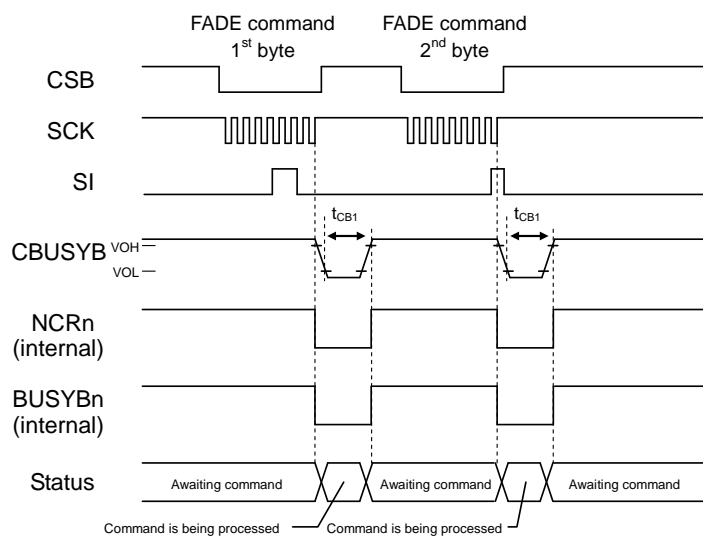 FADE command
1st byte
FADE command
2nd byte
CSB
SCK
SI
tCB1
tCB1
CBUSYB
VOH
VOL
NCRn
(internal)
BUSYBn
(internal)
Status
Awaiting command
Awaiting command
Awaiting command
Command is being processed
Command is being processed